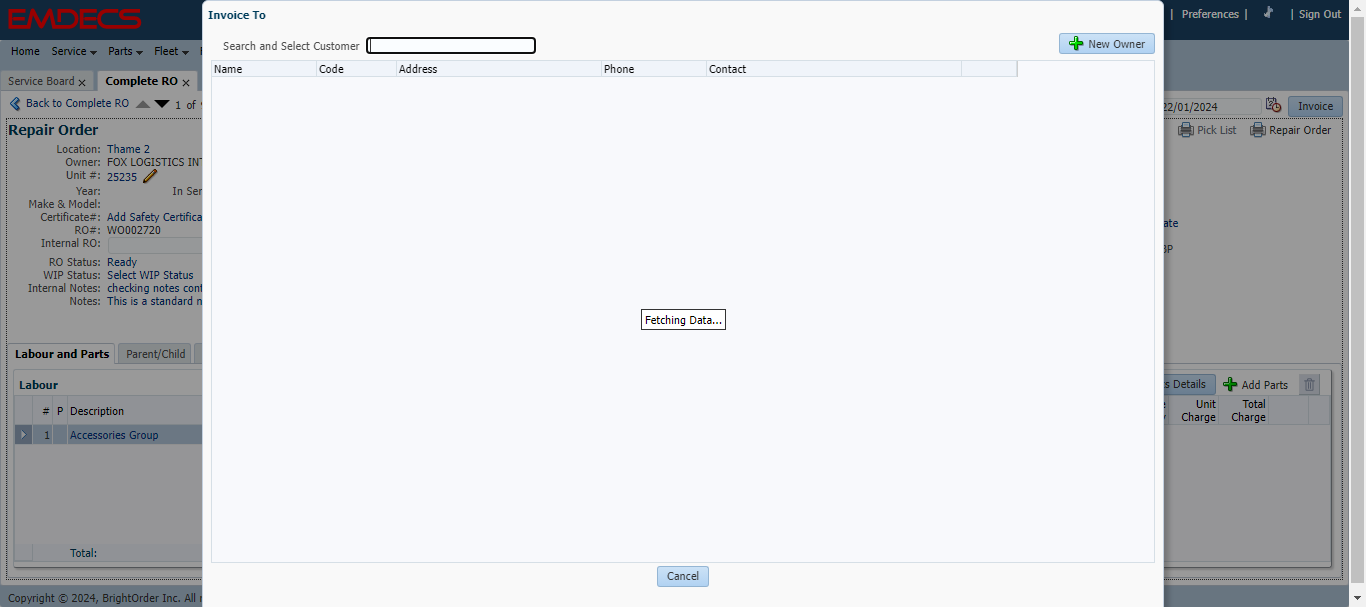 EMDECS
Invoice To
| Preferences |
| Sign Out
Home Service Parts Fleet
Search and Select Customer
New Owner
Service Board x
Complete RO x
Name Code Address Phone Contact
Back to Complete RO
1 of
22/01/2024
Invoice
Repair Order
Pick List
Repair Order
Location: Thame 2
Owner: FOX LOGISTICS INT
Unit #: 25235
Year:
In Ser
Make & Model:
Certificate#: Add Safety Certifica
RO#: WO002720
ate
Internal RO:
BP
RO Status: Ready
WIP Status: Select WIP Status
Internal Notes: checking notes cont
Notes: This is a standard n
Fetching Data...
Labour and Parts
Parent/Child
Labour
s Details
Add Parts
# P Description
Unit Charge
Total Charge
1 Accessories Group
Total:
Cancel
Copyright © 2024, BrightOrder Inc. All